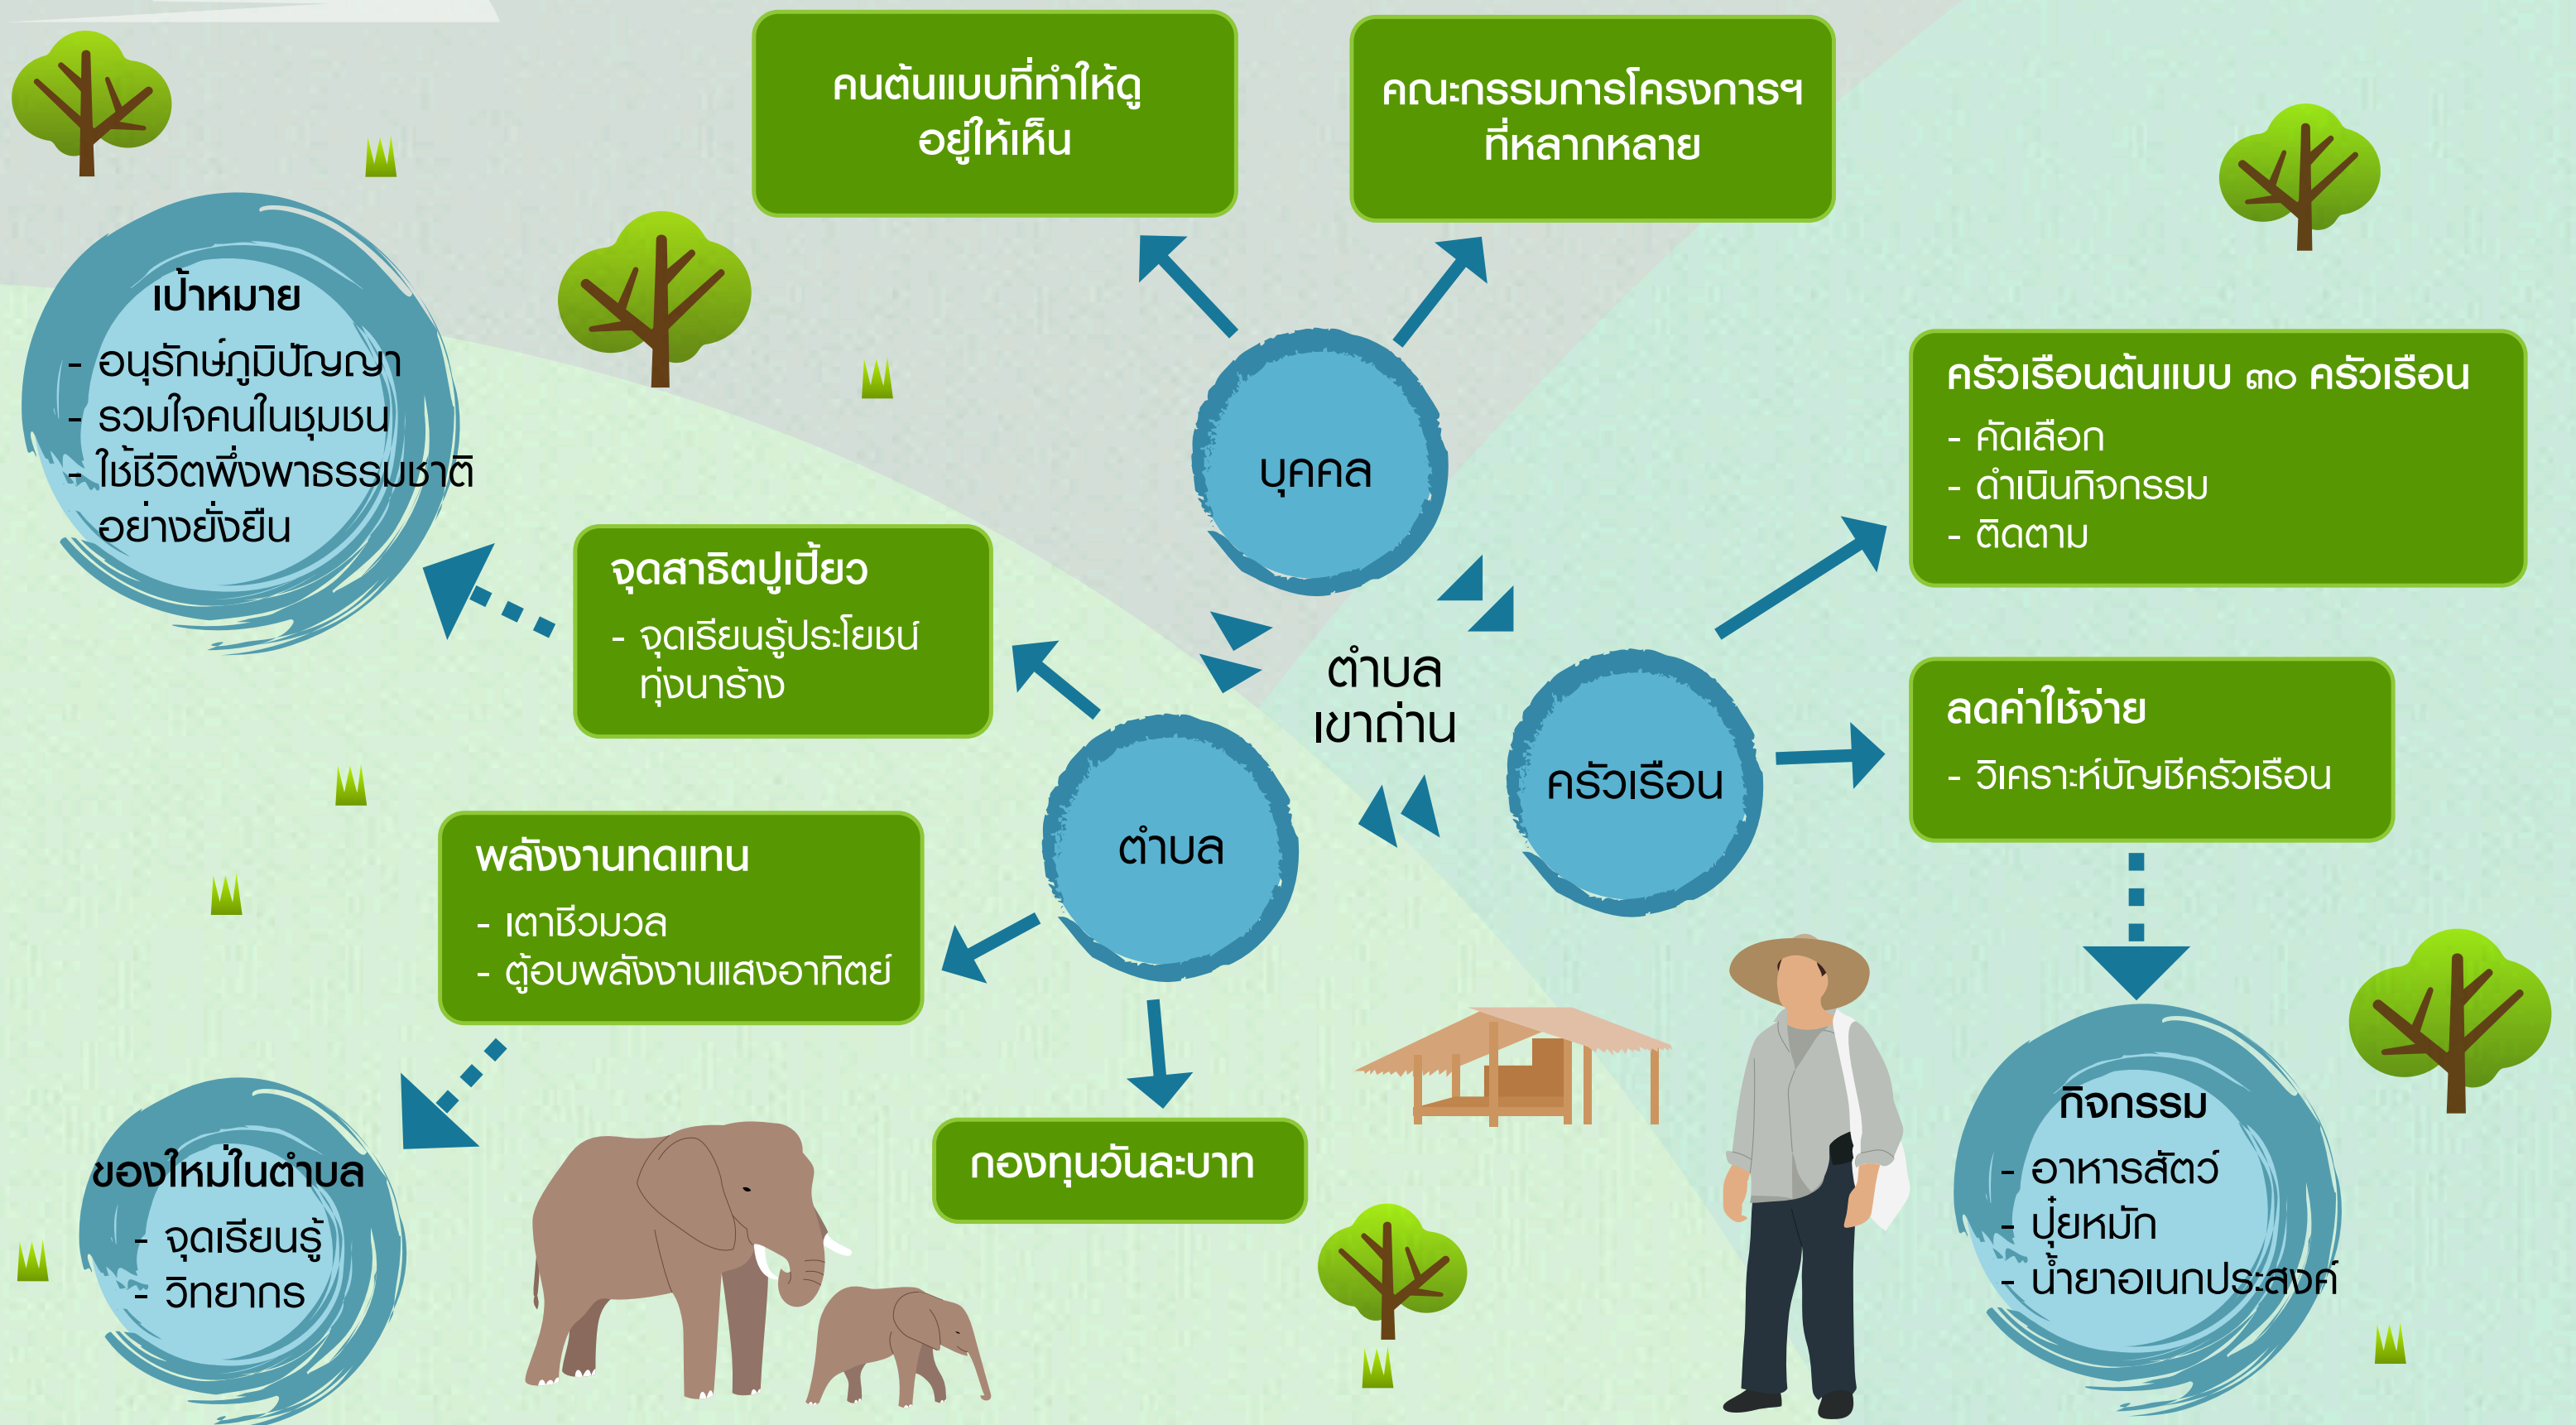 คนต้นแบบที่ทำให้ดู
อยู่ให้เห็น
คณะกรรมการโครงการฯ
ที่หลากหลาย
เป้าหมาย
- อนุรักษ์ภูมิปัญญา
- รวมใจคนในชุมชน
- ใช้ชีวิตพึ่งพาธรรมชาติ
อย่างยั่งยืน
บุคคล
ครัวเรือนต้นแบบ ๓๐ ครัวเรือน
- คัดเลือก
- ดำเนินกิจกรรม
- ติดตาม
จุดสาธิตปูเปี้ยว
- จุดเรียนรู้ประโยชน์
ทุ่งนาร้าง
ตำบล
เขาถ่าน
ครัวเรือน
ลดค่าใช้จ่าย
- วิเคราะห์บัญชีครัวเรือน
ตำบล
พลังงานทดแทน
- เตาชีวมวล
- ตู้อบพลังงานแสงอาทิตย์
กองทุนวันละบาท
ของใหม่ในตำบล
- จุดเรียนรู้
- วิทยากร
กิจกรรม
- อาหารสัตว์
- ปุ๋ยหมัก
- น้ำยาอเนกประสงค์